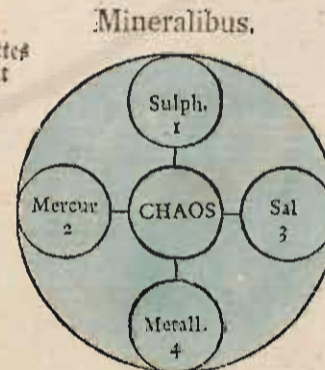 Mineralibus.
t
Sulph.
1
Mercur
2
CHAOS
Sal
3
Metall.
4